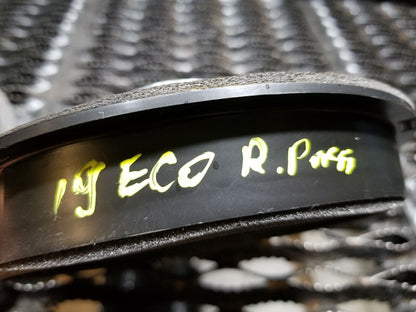 19 ECO R. Pass